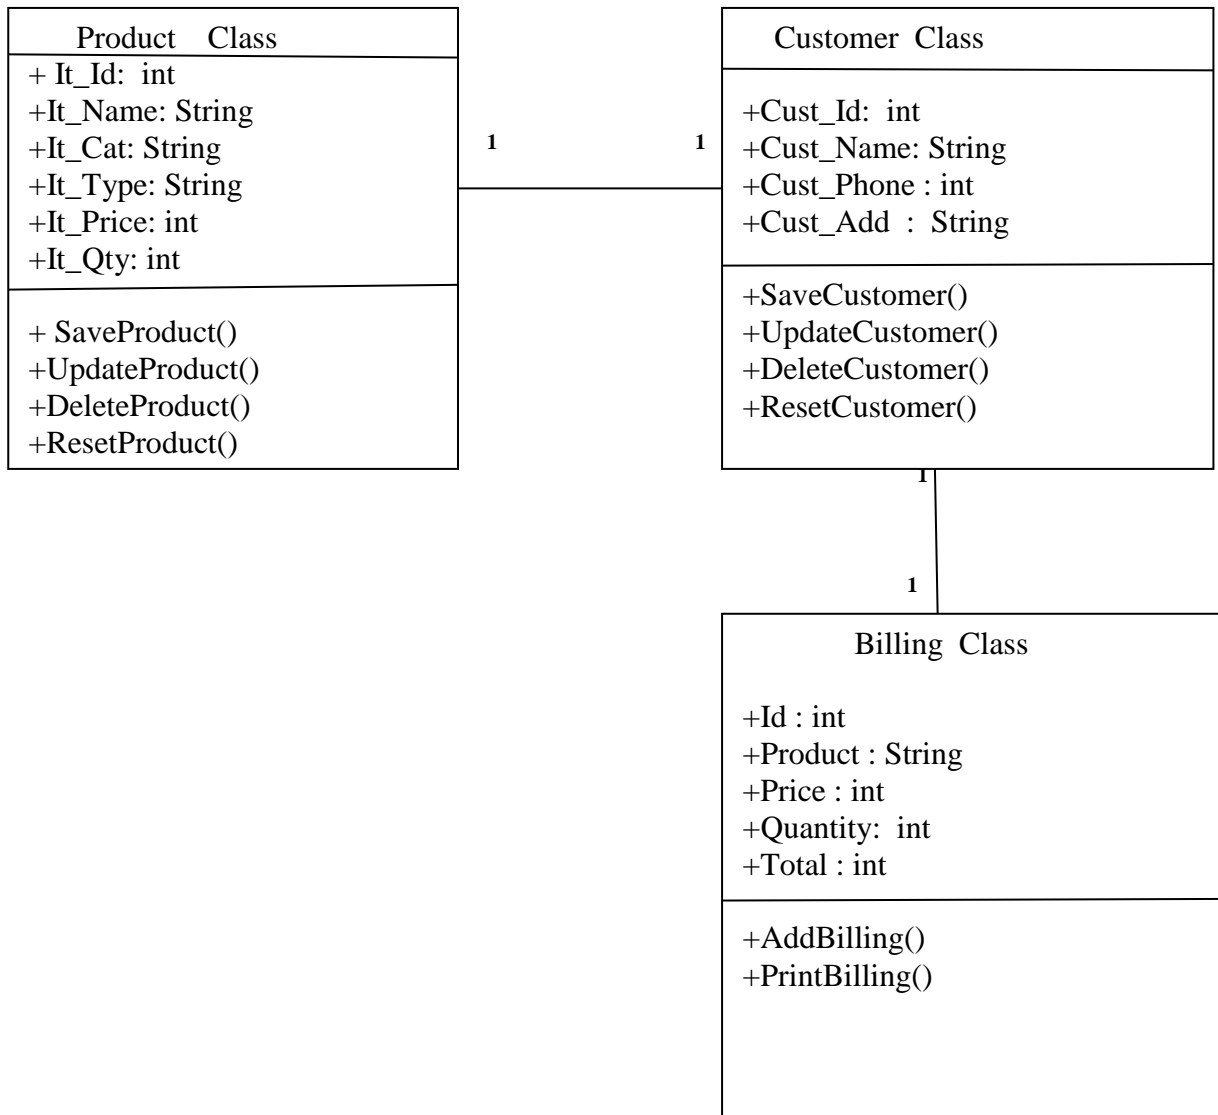 Product Class
+ It_Id: int
+It_Name: String
+It_Cat: String
+It_Type: String
+It_Price: int
+It_Qty: int
+ SaveProduct()
+UpdateProduct()
+DeleteProduct()
+ResetProduct()
1
1
Customer Class
+Cust_Id: int
+Cust_Name: String
+Cust_Phone : int
+Cust_Add : String
+SaveCustomer()
+UpdateCustomer()
+DeleteCustomer()
+ResetCustomer()
1
1
Billing Class
+Id : int
+Product : String
+Price : int
+Quantity: int
+Total : int
+AddBilling()
+PrintBilling()